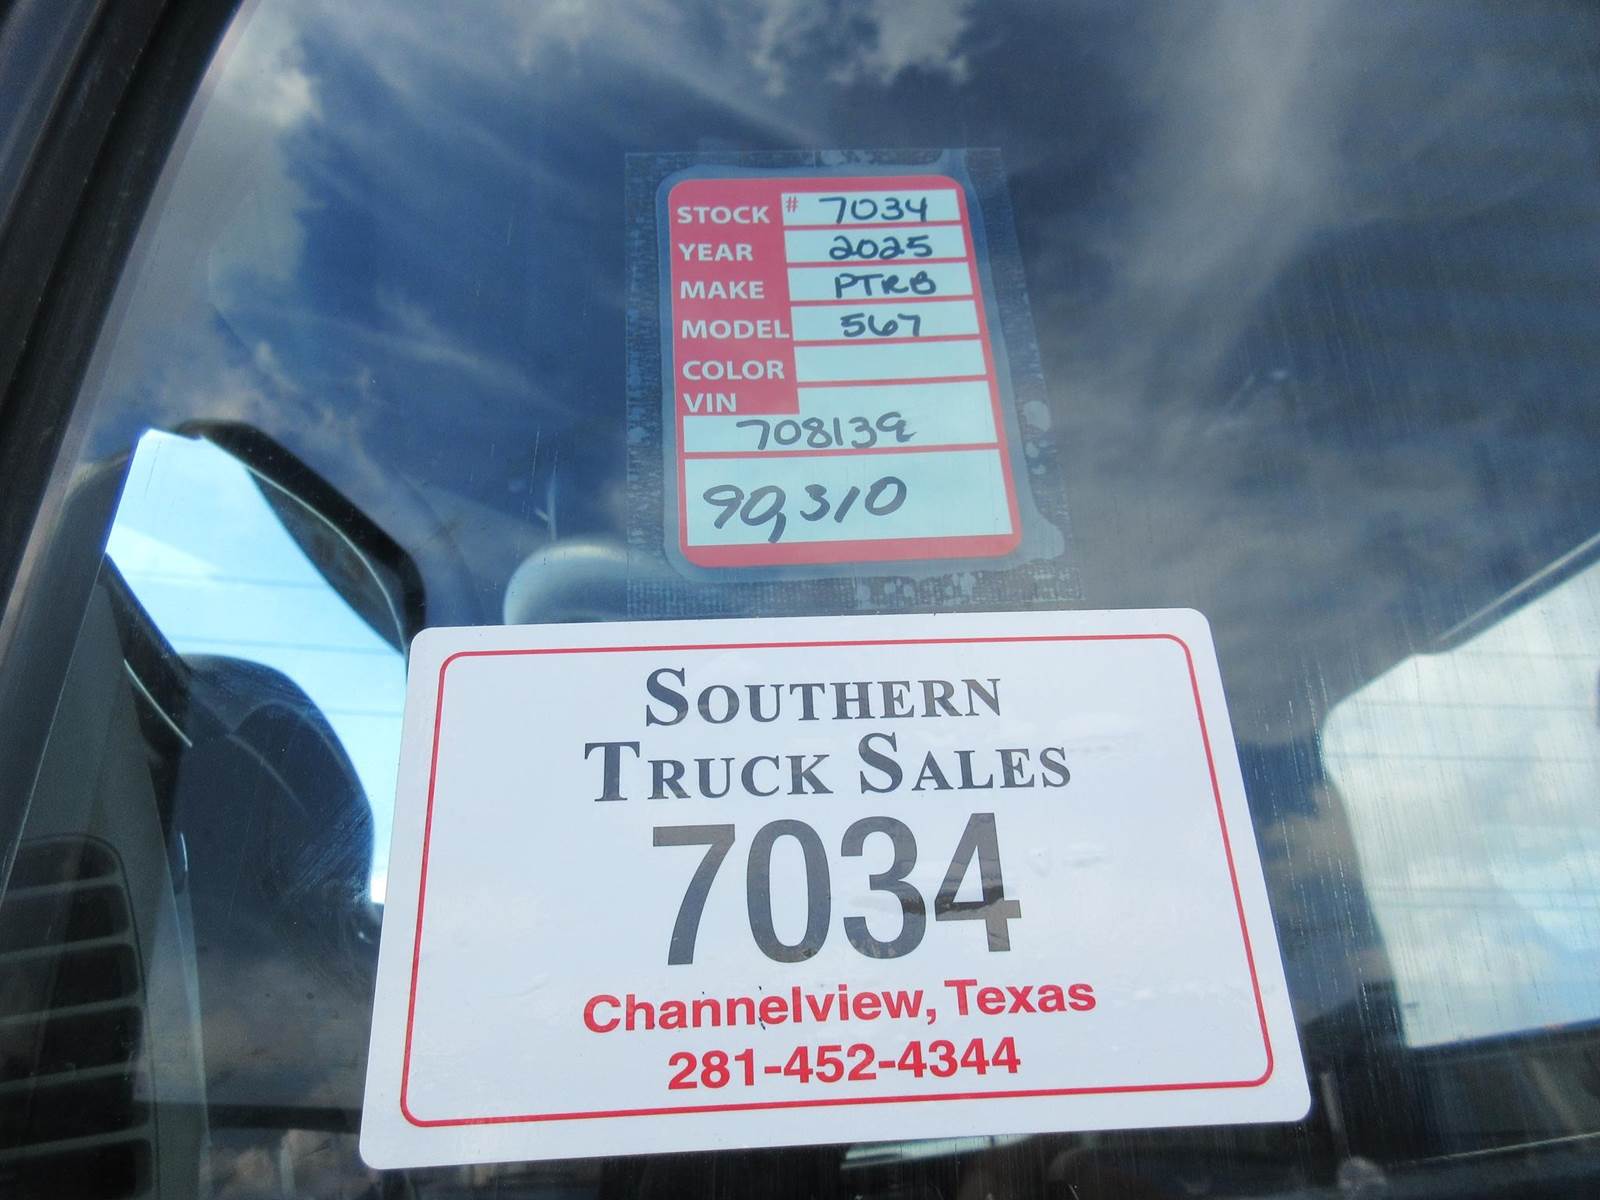 STOCK # 7034
YEAR 2025
MAKE PTRB
MODEL 567
COLOR
VIN
708139
90,310
SOUTHERN
TRUCK SALES
7034
Channelview, Texas
281-452-4344